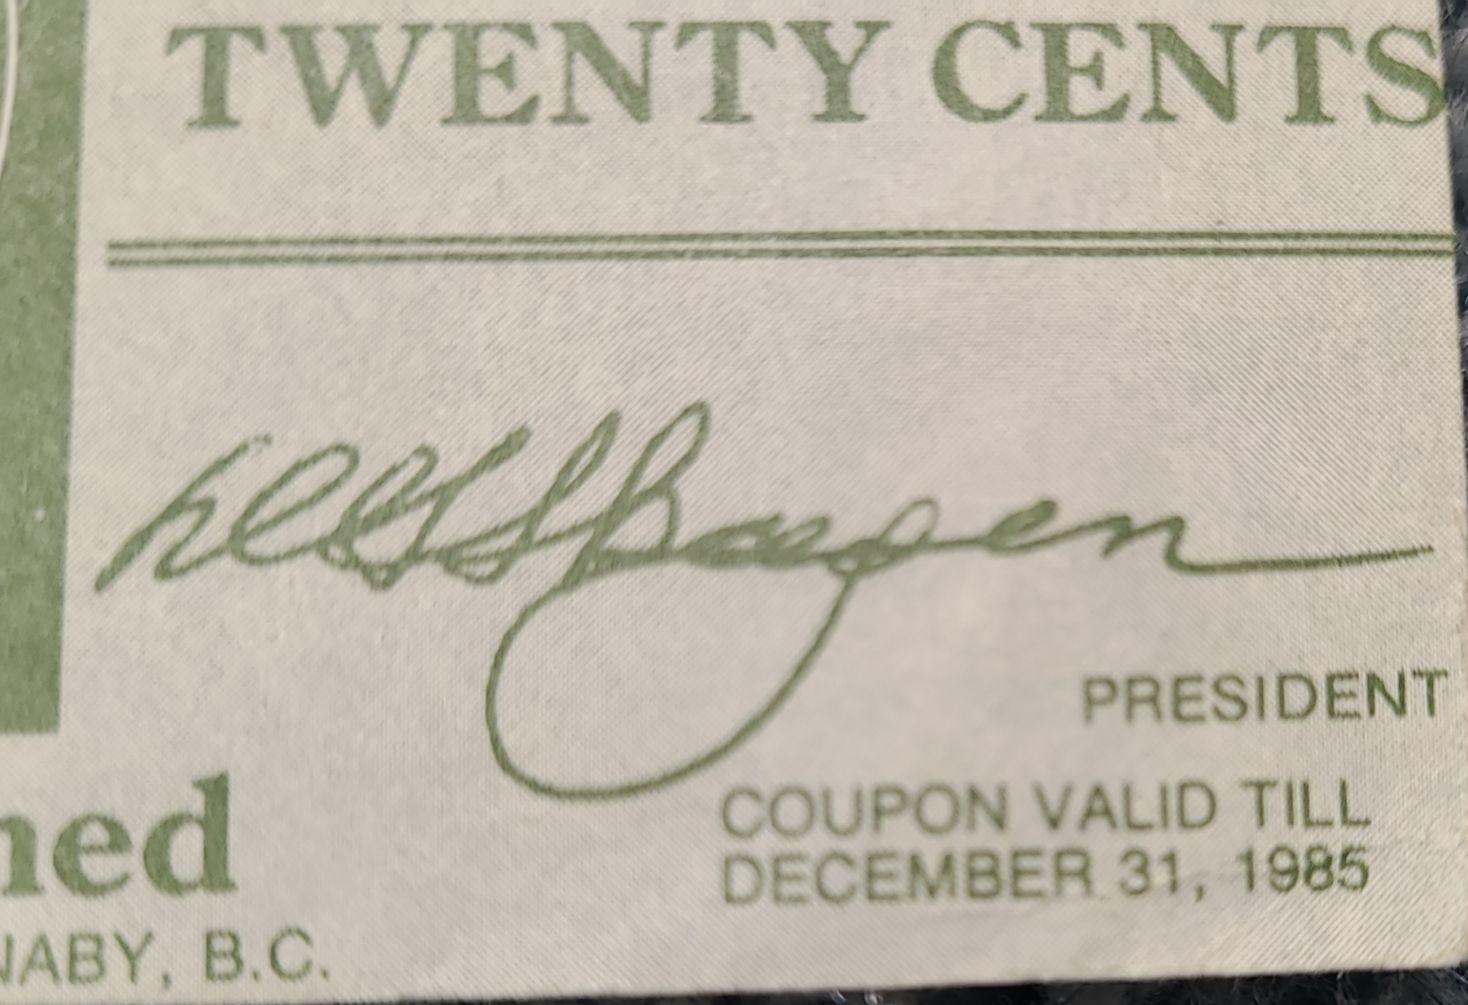 TWENTY CENTS
PRESIDENT
ned
COUPON VALID TILL
DECEMBER 31, 1985
NABY, B.C.